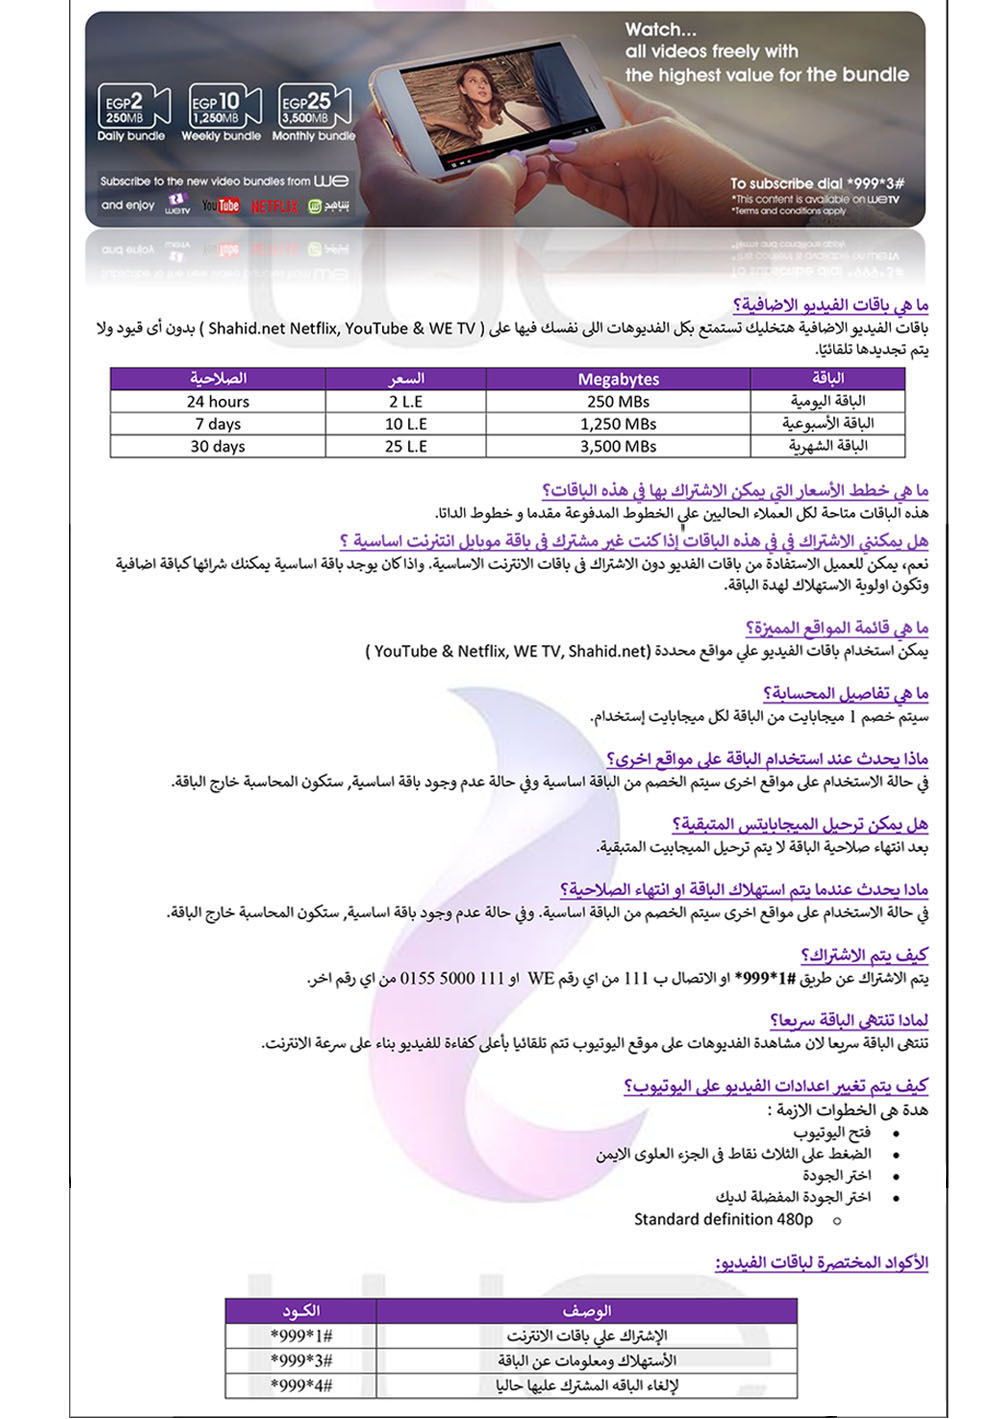 Watch...
all videos freely with
the highest value for the bundle
EGP2
250MB
Daily bundle
EGP10
1,250MB
Weekly bundle
EGP25
3,500MB
Monthly bundle
Subscribe to the new video bundles from WE
and enjoy WE TV YouTube NETFLIX شاهد
To subscribe dial *999*3#
*This content is available on WE TV
*Terms and conditions apply
ما هي باقات الفيديو الاضافية؟
باقات الفيديو الاضافية هتخليك تستمتع بكل الفديوهات اللى نفسك فيها على ( Shahid.net Netflix, YouTube & WE TV ) بدون أى قيود ولا
يتم تجديدها تلقائيًا.
الباقة Megabytes السعر الصلاحية
الباقة اليومية 250 MBs 2 L.E 24 hours
الباقة الأسبوعية 1,250 MBs 10 L.E 7 days
الباقة الشهرية 3,500 MBs 25 L.E 30 days
ما هي خطط الأسعار التي يمكن الاشتراك بها في هذه الباقات؟
هذه الباقات متاحة لكل العملاء الحاليين علي الخطوط المدفوعة مقدما و خطوط الداتا.
هل يمكنني الاشتراك في في هذه الباقات إذا كنت غير مشترك فى باقة موبايل انتنرنت اساسية ؟
نعم، يمكن للعميل الاستفادة من باقات الفديو دون الاشتراك فى باقات الانترنت الاساسية. واذا كان يوجد باقة اساسية يمكنك شرائها كباقة اضافية
وتكون اولوية الاستهلاك لهدة الباقة.
ما هي قائمة المواقع المميزة؟
يمكن استخدام باقات الفيديو علي مواقع محددة (YouTube & Netflix, WE TV, Shahid.net )
ما هي تفاصيل المحسابة؟
سيتم خصم 1 ميجابايت من الباقة لكل ميجابايت إستخدام.
ماذا يحدث عند استخدام الباقة على مواقع اخرى؟
في حالة الاستخدام على مواقع اخرى سيتم الخصم من الباقة اساسية وفي حالة عدم وجود باقة اساسية, ستكون المحاسبة خارج الباقة.
هل يمكن ترحيل الميجابايتس المتبقية؟
بعد انتهاء صلاحية الباقة لا يتم ترحيل الميجابيت المتبقية.
مادا يحدث عندما يتم استهلاك الباقة او انتهاء الصلاحية؟
في حالة الاستخدام على مواقع اخرى سيتم الخصم من الباقة اساسية. وفي حالة عدم وجود باقة اساسية, ستكون المحاسبة خارج الباقة.
كيف يتم الاشتراك؟
يتم الاشتراك عن طريق #1*999* او الاتصال ب 111 من اي رقم WE او 111 5000 0155 من اي رقم اخر.
لمادا تنتهى الباقة سريعا؟
تنتهى الباقة سريعا لان مشاهدة الفديوهات على موقع اليوتيوب تتم تلقائيا بأعلى كفاءة للفيديو بناء على سرعة الانترنت.
كيف يتم تغيير اعدادات الفيديو على اليوتيوب؟
هدة هى الخطوات الازمة :
• فتح اليوتيوب
• الضغط على الثلاث نقاط فى الجزء العلوى الايمن
• اختر الجودة
• اختر الجودة المفضلة لديك
o Standard definition 480p
الأكواد المختصرة لباقات الفيديو:
الوصف الكـود
الإشتراك علي باقات الانترنت *999*1#
الأستهلاك ومعلومات عن الباقة *999*3#
لإلغاء الباقه المشترك عليها حاليا *999*4#